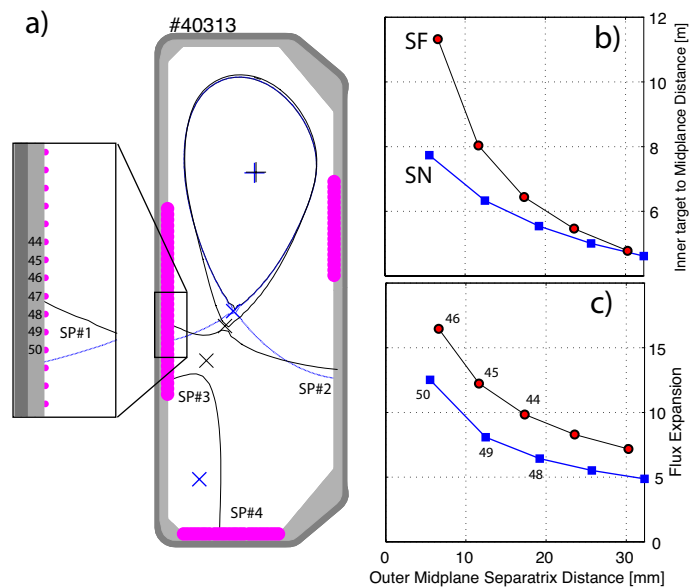 a)
#40313
44
45
46
47
48
49
50
SP#1
SP#2
SP#3
SP#4
b)
SF
SN
12
10
8
6
Inner target to Midplance Distance [m]
c)
46
45
44
50
49
48
15
10
5
0
Flux Expansion
0
10
20
30
Outer Midplane Separatrix Distance [mm]